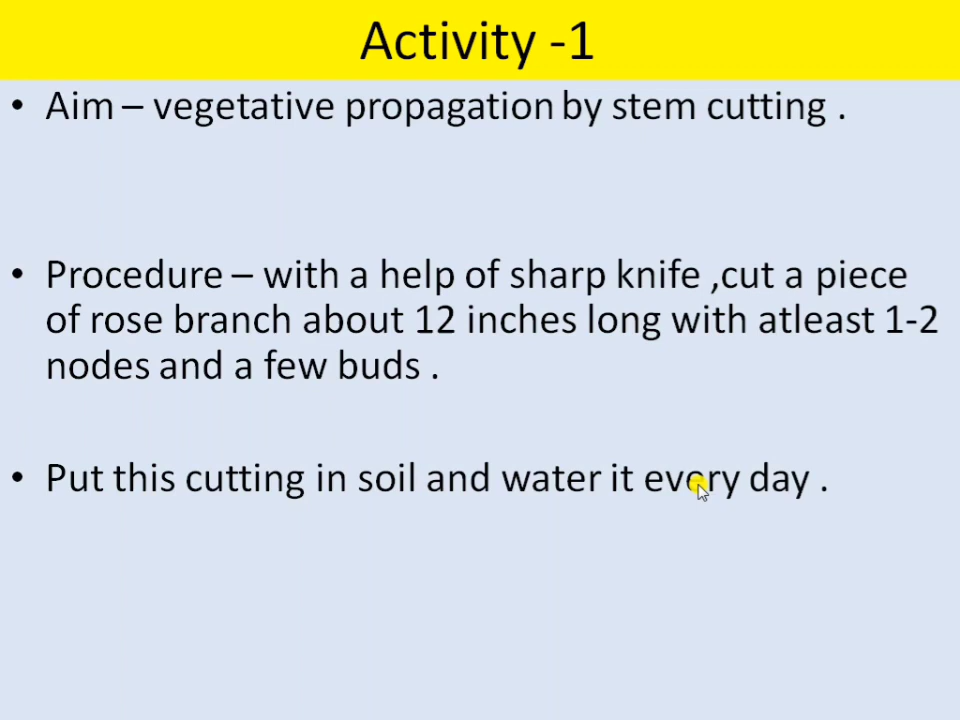 Activity -1
• Aim – vegetative propagation by stem cutting .
• Procedure – with a help of sharp knife ,cut a piece
of rose branch about 12 inches long with atleast 1-2
nodes and a few buds .
• Put this cutting in soil and water it every day .